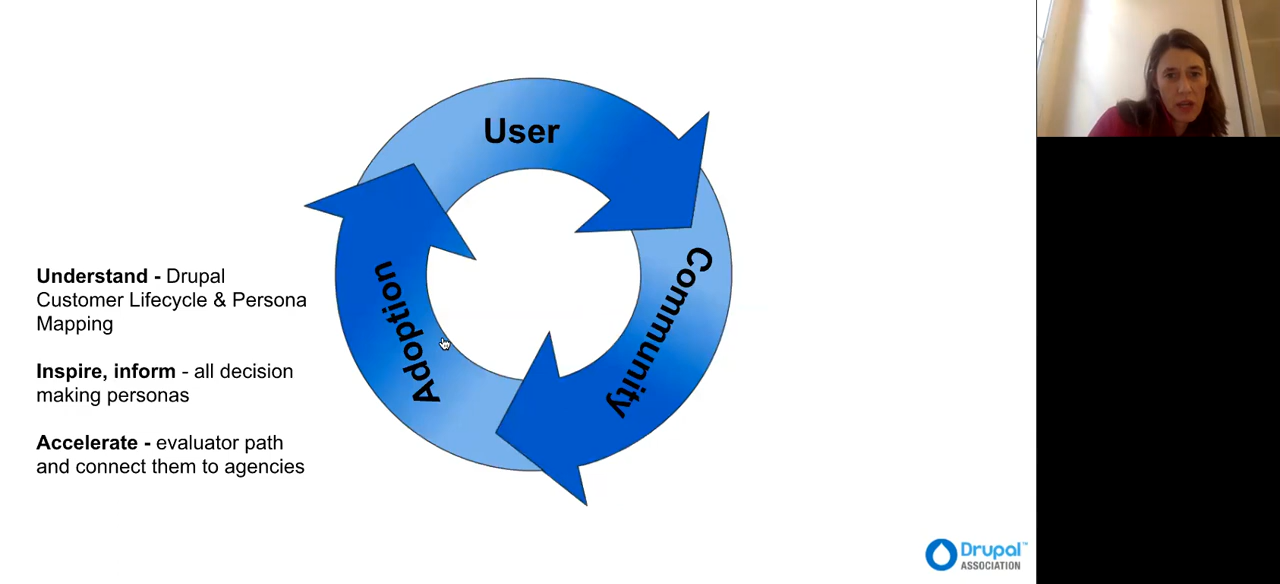 User
Community
Adoption
Understand - Drupal
Customer Lifecycle & Persona
Mapping
Inspire, inform - all decision
making personas
Accelerate - evaluator path
and connect them to agencies
Drupal™
ASSOCIATION